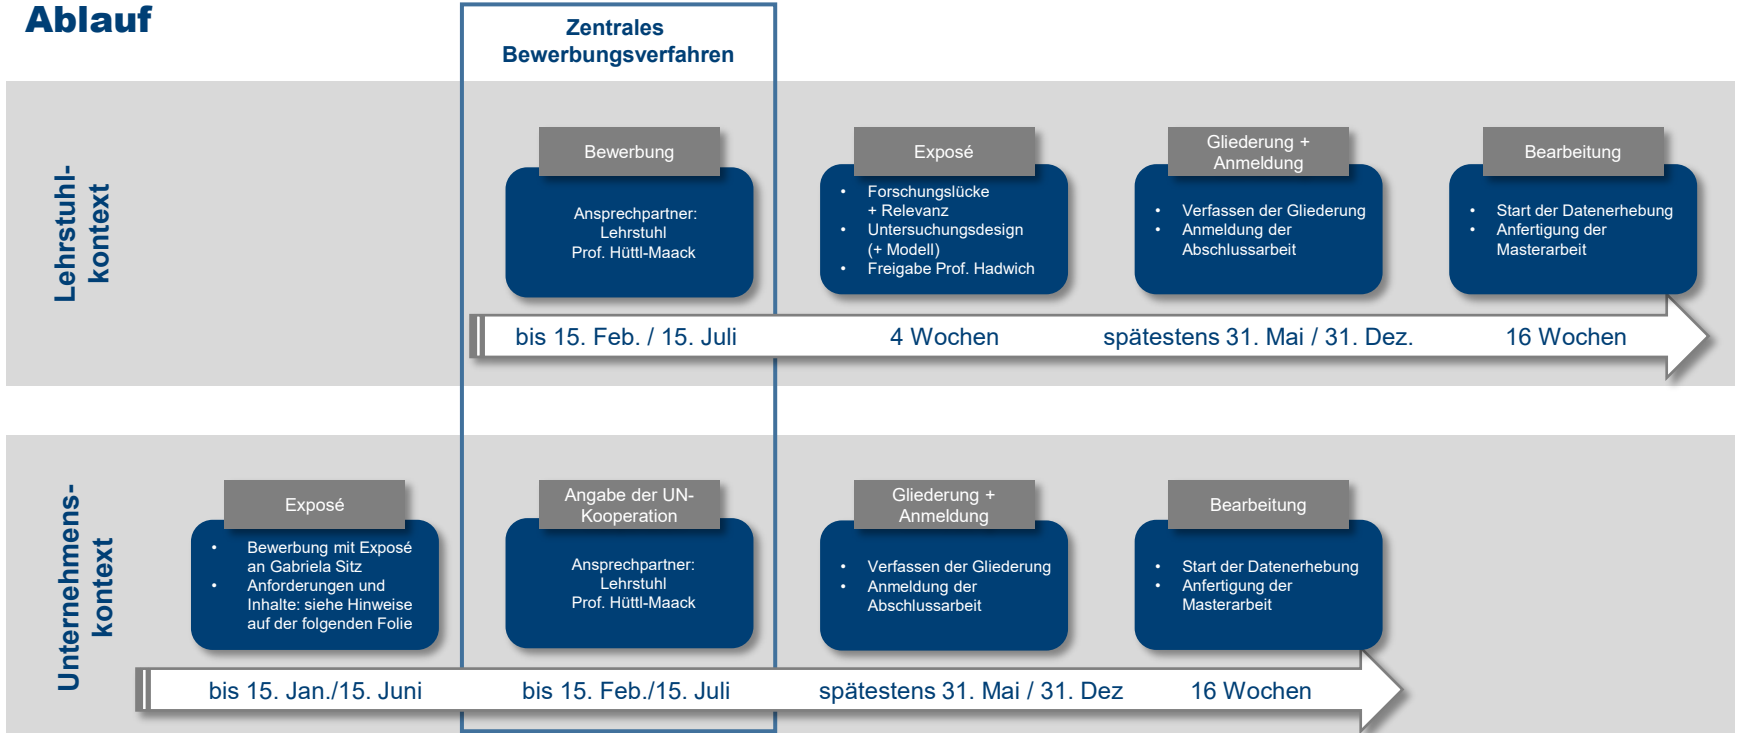 Ablauf
Zentrales
Bewerbungsverfahren
Lehrstuhl-
kontext
Bewerbung
Ansprechpartner:
Lehrstuhl
Prof. Hüttl-Maack
Exposé
• Forschungslücke
+ Relevanz
• Untersuchungsdesign
(+ Modell)
• Freigabe Prof. Hadwich
Gliederung +
Anmeldung
• Verfassen der Gliederung
• Anmeldung der
Abschlussarbeit
Bearbeitung
• Start der Datenerhebung
• Anfertigung der
Masterarbeit
bis 15. Feb. / 15. Juli
4 Wochen
spätestens 31. Mai / 31. Dez.
16 Wochen
Unternehmens-
kontext
Exposé
• Bewerbung mit Exposé
an Gabriela Sitz
• Anforderungen und
Inhalte: siehe Hinweise
auf der folgenden Folie
Angabe der UN-
Kooperation
Ansprechpartner:
Lehrstuhl
Prof. Hüttl-Maack
Gliederung +
Anmeldung
• Verfassen der Gliederung
• Anmeldung der
Abschlussarbeit
Bearbeitung
• Start der Datenerhebung
• Anfertigung der
Masterarbeit
bis 15. Jan./15. Juni
bis 15. Feb./15. Juli
spätestens 31. Mai / 31. Dez
16 Wochen